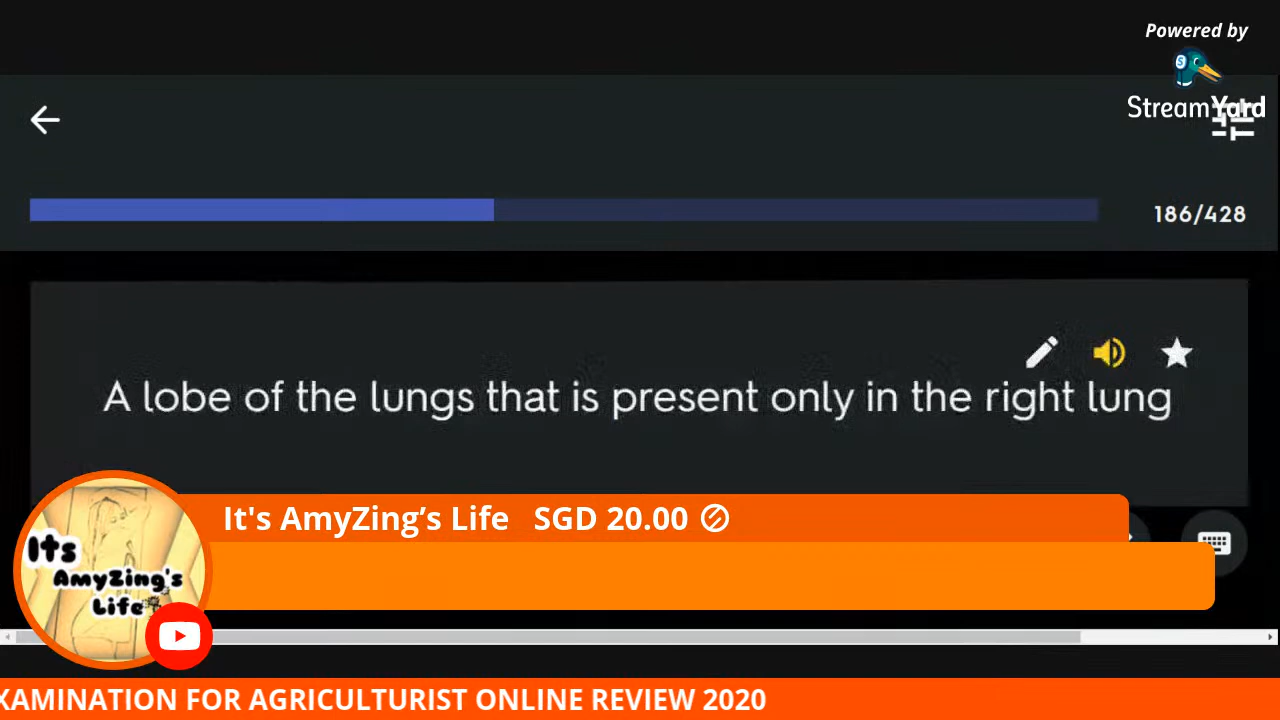 Powered by
StreamYard
186/428
A lobe of the lungs that is present only in the right lung
It's AmyZing’s Life SGD 20.00
Its
AmyZing's
Life
XAMINATION FOR AGRICULTURIST ONLINE REVIEW 2020